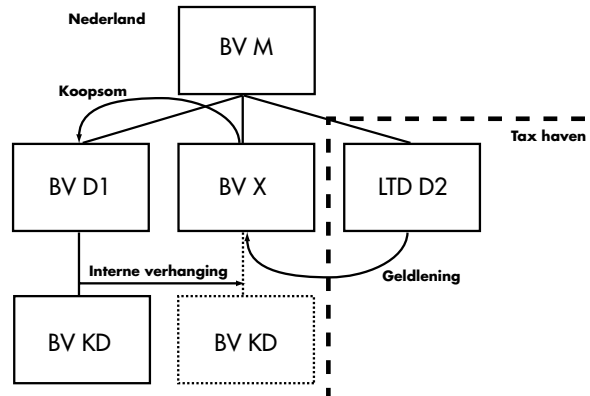 Nederland
BV M
Koopsom
Tax haven
BV D1
BV X
LTD D2
Interne verhanging
Geldlening
BV KD
BV KD